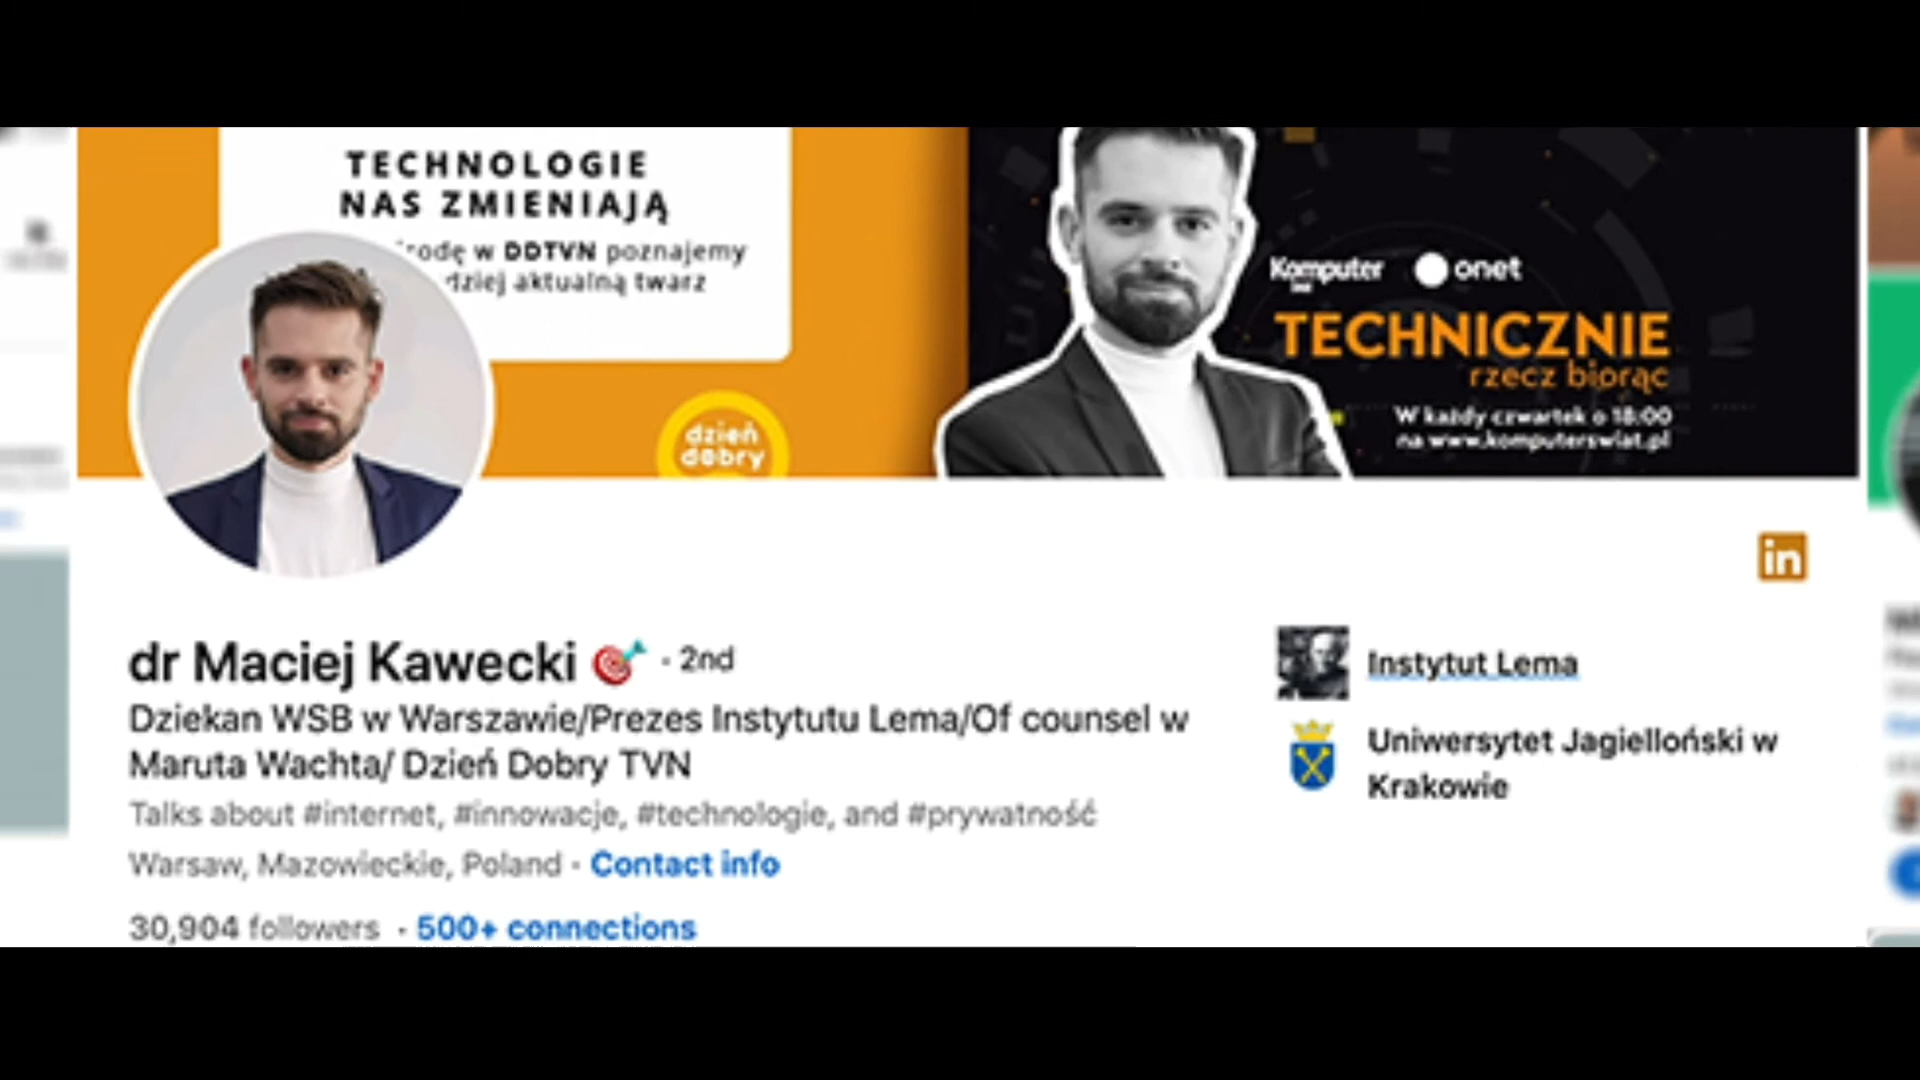 TECHNOLOGIE
NAS ZMIENIAJĄ
w DDTVN poznajemy
aktualną twarz
dzień
dobry
Komputer
onet
TECHNICZNIE
rzecz biorąc
W każdy czwartek o 18:00
na www.komputerswiat.pl
in
dr Maciej Kawecki 🎯 · 2nd
Dziekan WSB w Warszawie/Prezes Instytutu Lema/Of counsel w
Maruta Wachta/ Dzień Dobry TVN
Talks about #internet, #innowacje, #technologie, and #prywatność
Warsaw, Mazowieckie, Poland · Contact info
30,904 followers · 500+ connections
Instytut Lema
Uniwersytet Jagielloński w
Krakowie